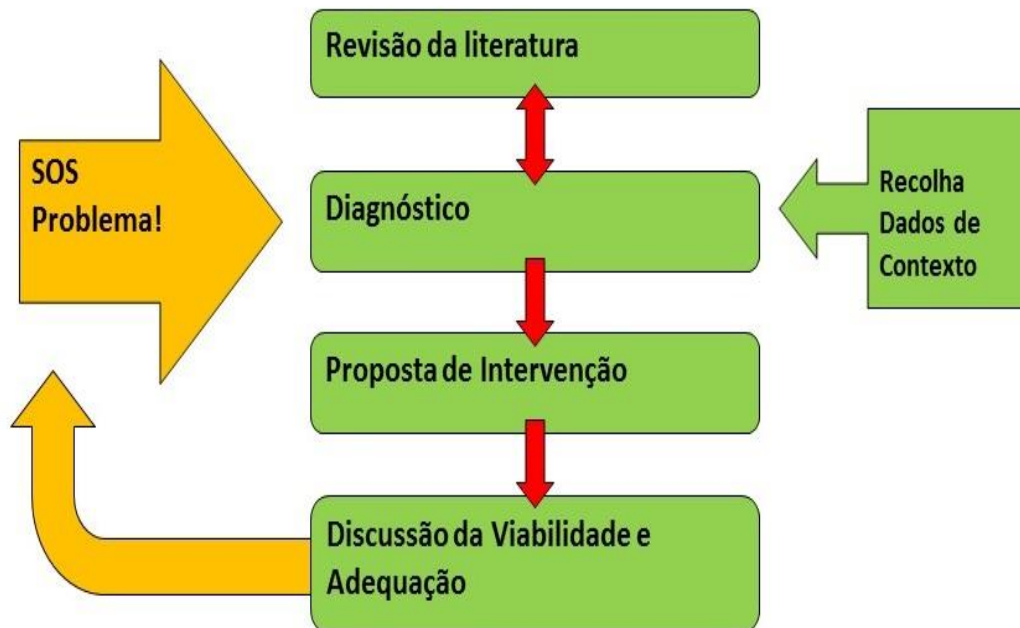 Revisão da literatura
SOS
Problema!
Diagnóstico
Recolha
Dados de
Contexto
Proposta de Intervenção
Discussão da Viabilidade e
Adequação